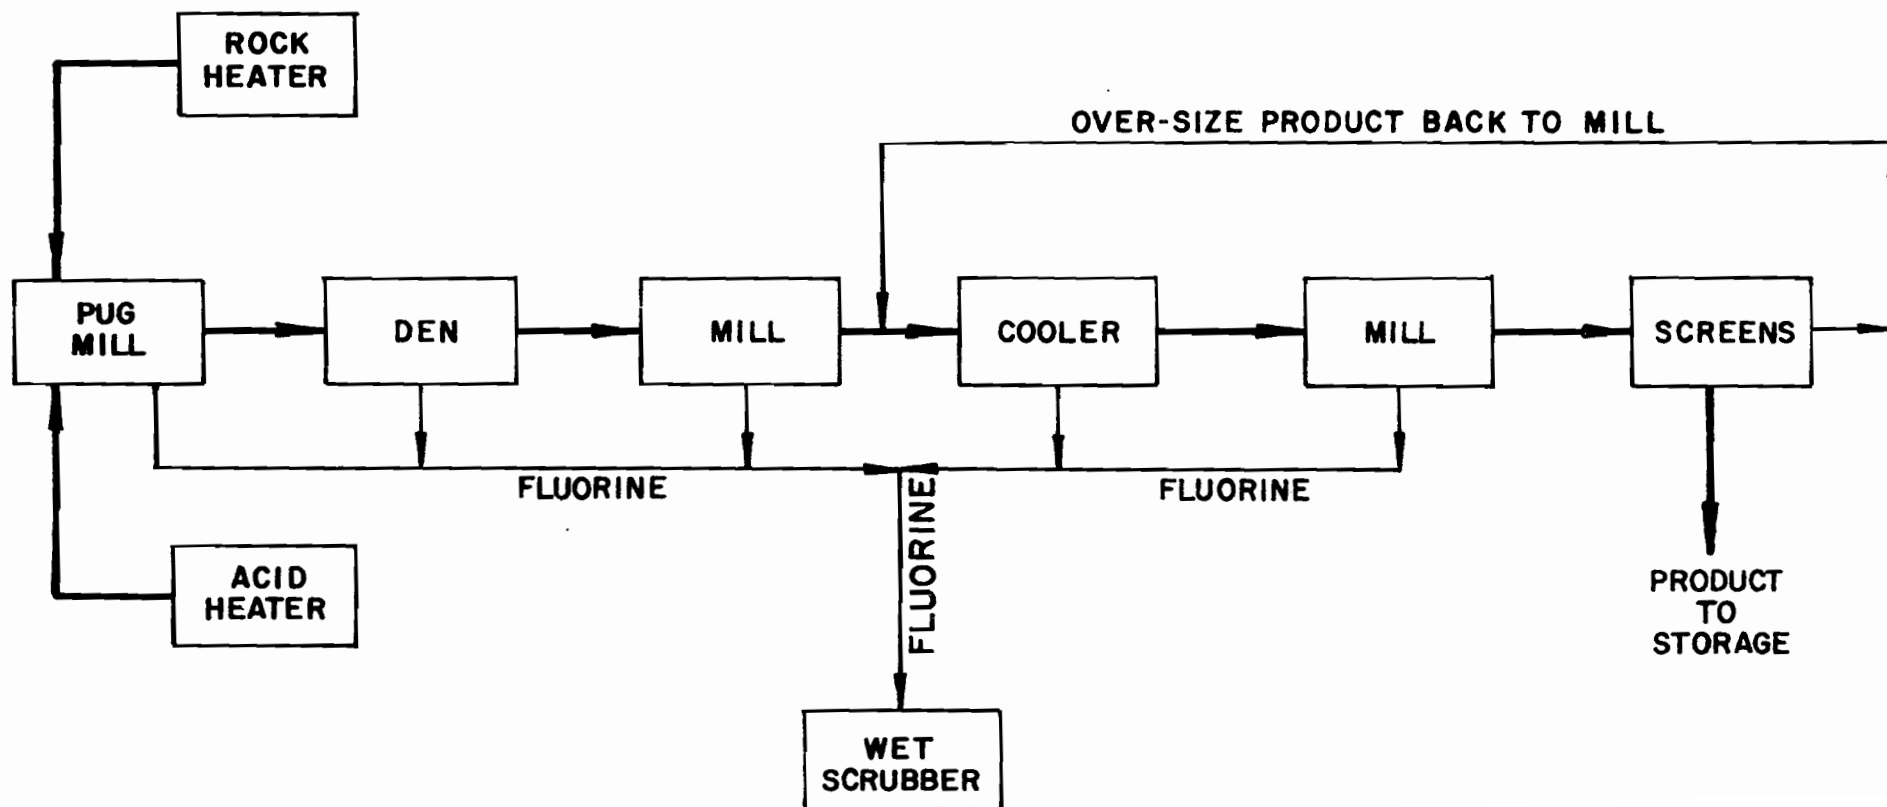 ROCK
HEATER
OVER-SIZE PRODUCT BACK TO MILL
PUG
MILL
DEN
MILL
COOLER
MILL
SCREENS
FLUORINE
FLUORINE
FLUORINE
ACID
HEATER
PRODUCT
TO
STORAGE
WET
SCRUBBER